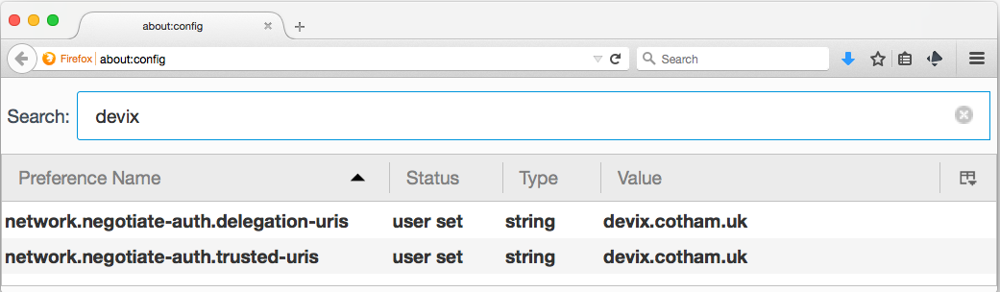 about:config
Firefox about:config Search
Search: devix
Preference Name Status Type Value
network.negotiate-auth.delegation-uris user set string devix.cotham.uk
network.negotiate-auth.trusted-uris user set string devix.cotham.uk